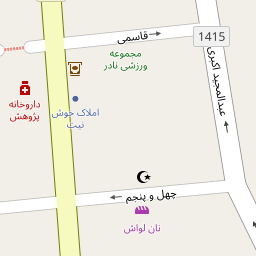 قاسمی
1415
مجموعه
ورزشی نادر
عبدالمجید اکبری
داروخانه
پژوهش
املاک خوش
نیت
چهل و پنجم
نان لواش